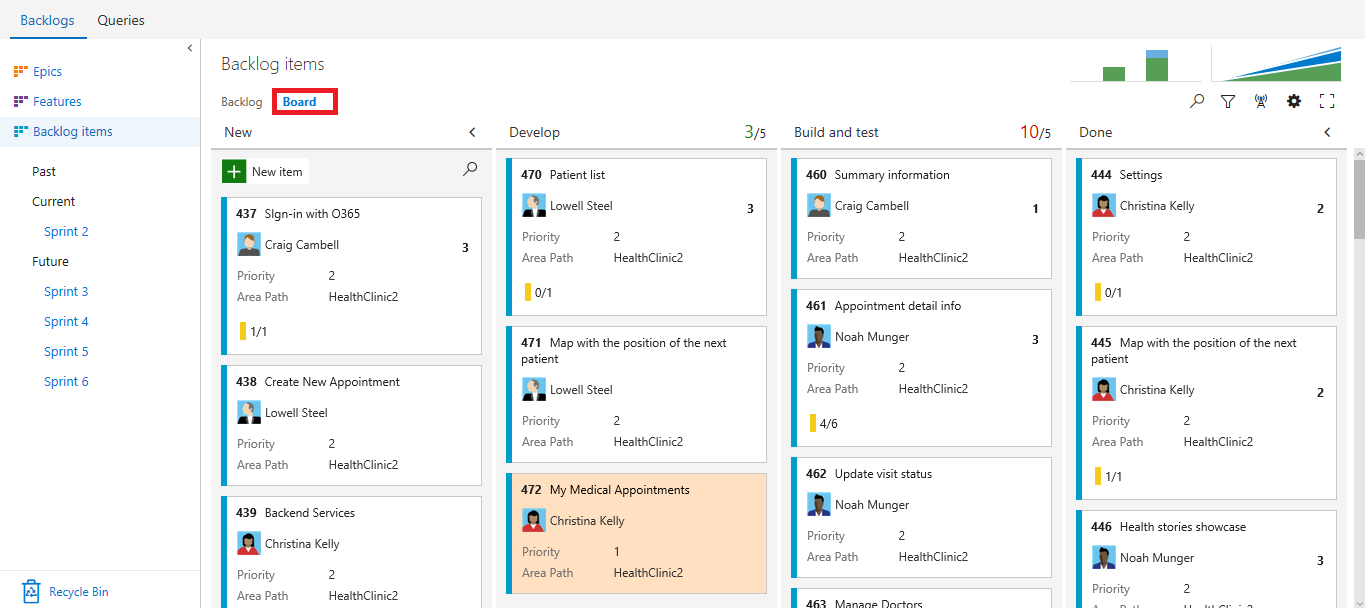 Backlogs Queries
Epics
Features
Backlog items
Past
Current
Sprint 2
Future
Sprint 3
Sprint 4
Sprint 5
Sprint 6
Recycle Bin
Backlog items
Backlog Board
New
New item
437 SIgn-in with O365
Craig Cambell 3
Priority 2
Area Path HealthClinic2
1/1
438 Create New Appointment
Lowell Steel
Priority 2
Area Path HealthClinic2
439 Backend Services
Christina Kelly
Priority 2
Area Path HealthClinic2
Develop 3/5
470 Patient list
Lowell Steel 3
Priority 2
Area Path HealthClinic2
0/1
471 Map with the position of the next
patient
Lowell Steel
Priority 2
Area Path HealthClinic2
472 My Medical Appointments
Christina Kelly
Priority 1
Area Path HealthClinic2
Build and test 10/5
460 Summary information
Craig Cambell 1
Priority 2
Area Path HealthClinic2
461 Appointment detail info
Noah Munger 3
Priority 2
Area Path HealthClinic2
4/6
462 Update visit status
Noah Munger
Priority 2
Area Path HealthClinic2
463 Manage Doctors
Done
444 Settings
Christina Kelly 2
Priority 2
Area Path HealthClinic2
0/1
445 Map with the position of the next
patient
Christina Kelly 2
Priority 2
Area Path HealthClinic2
1/1
446 Health stories showcase
Noah Munger 3
Priority 2